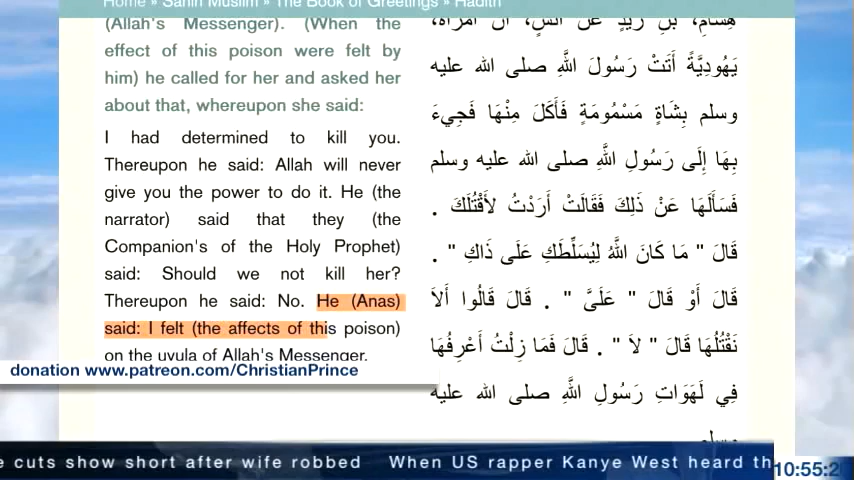 Home » Sahih Muslim » The Book of Greetings » Hadith
(Allah's Messenger). (When the
effect of this poison were felt by
him) he called for her and asked her
about that, whereupon she said:
I had determined to kill you.
Thereupon he said: Allah will never
give you the power to do it. He (the
narrator) said that they (the
Companion's of the Holy Prophet)
said: Should we not kill her?
Thereupon he said: No. He (Anas)
said: I felt (the affects of this poison)
on the uvula of Allah's Messenger.
هِشَامِ، بْنِ زَيْدٍ عَنْ أَنَسٍ، أَنَّ امْرَأَةً،
يَهُودِيَّةً أَتَتْ رَسُولَ اللَّهِ صلى الله عليه
وسلم بِشَاةٍ مَسْمُومَةٍ فَأَكَلَ مِنْهَا فَجِيءَ
بِهَا إِلَى رَسُولِ اللَّهِ صلى الله عليه وسلم
فَسَأَلَهَا عَنْ ذَلِكَ فَقَالَتْ أَرَدْتُ لأَقْتُلَكَ .
قَالَ " مَا كَانَ اللَّهُ لِيُسَلِّطَكِ عَلَى ذَاكِ " .
قَالَ أَوْ قَالَ " عَلَىَّ " . قَالَ قَالُوا أَلاَ
نَقْتُلُهَا قَالَ " لاَ " . قَالَ فَمَا زِلْتُ أَعْرِفُهَا
فِي لَهَوَاتِ رَسُولِ اللَّهِ صلى الله عليه
وسلم
donation www.patreon.com/ChristianPrince
e cuts show short after wife robbed When US rapper Kanye West heard th
10:55:2